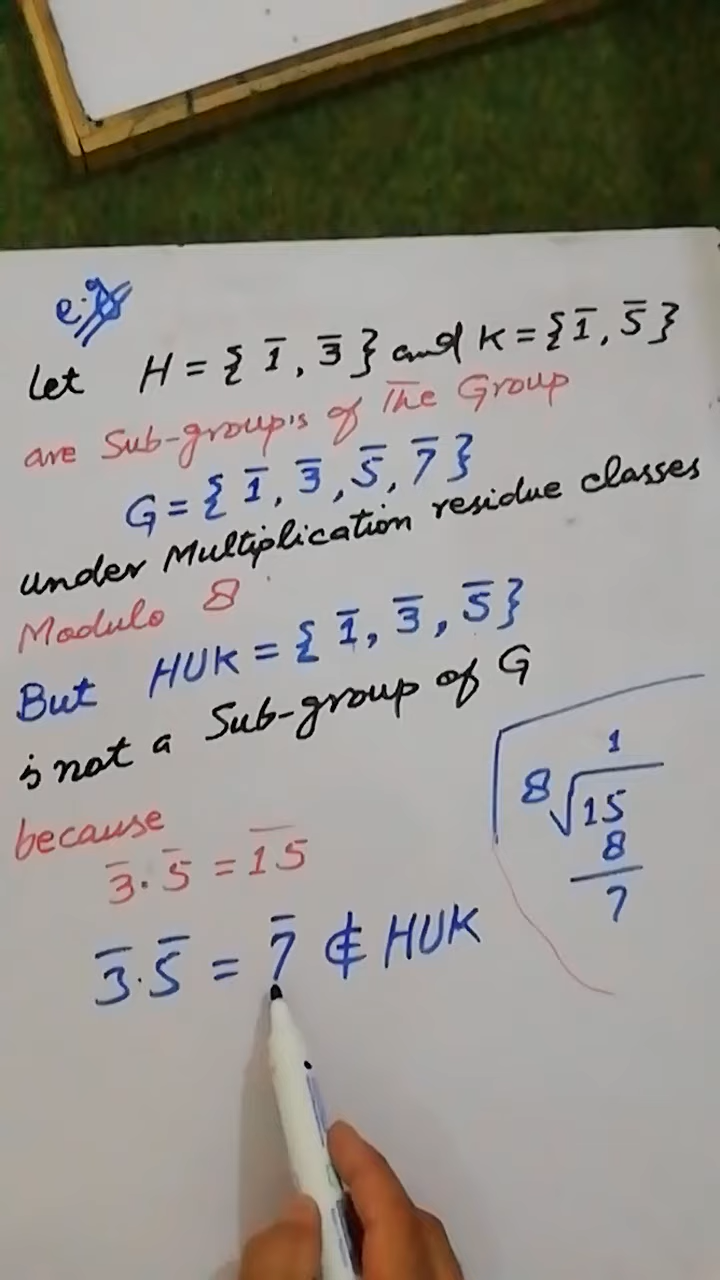 e.g
Let H = { 1̄, 3̄ } and K = { 1̄, 5̄ }
are Sub-group's of The Group
G = { 1̄, 3̄, 5̄, 7̄ }
under Multiplication residue classes
Modulo 8
But HUK = { 1̄, 3̄, 5̄ }
is not a Sub-group of G
because
3̄ . 5̄ = 1̄5̄
3̄ . 5̄ = 7̄ ∉ HUK
1
8√15
8
7